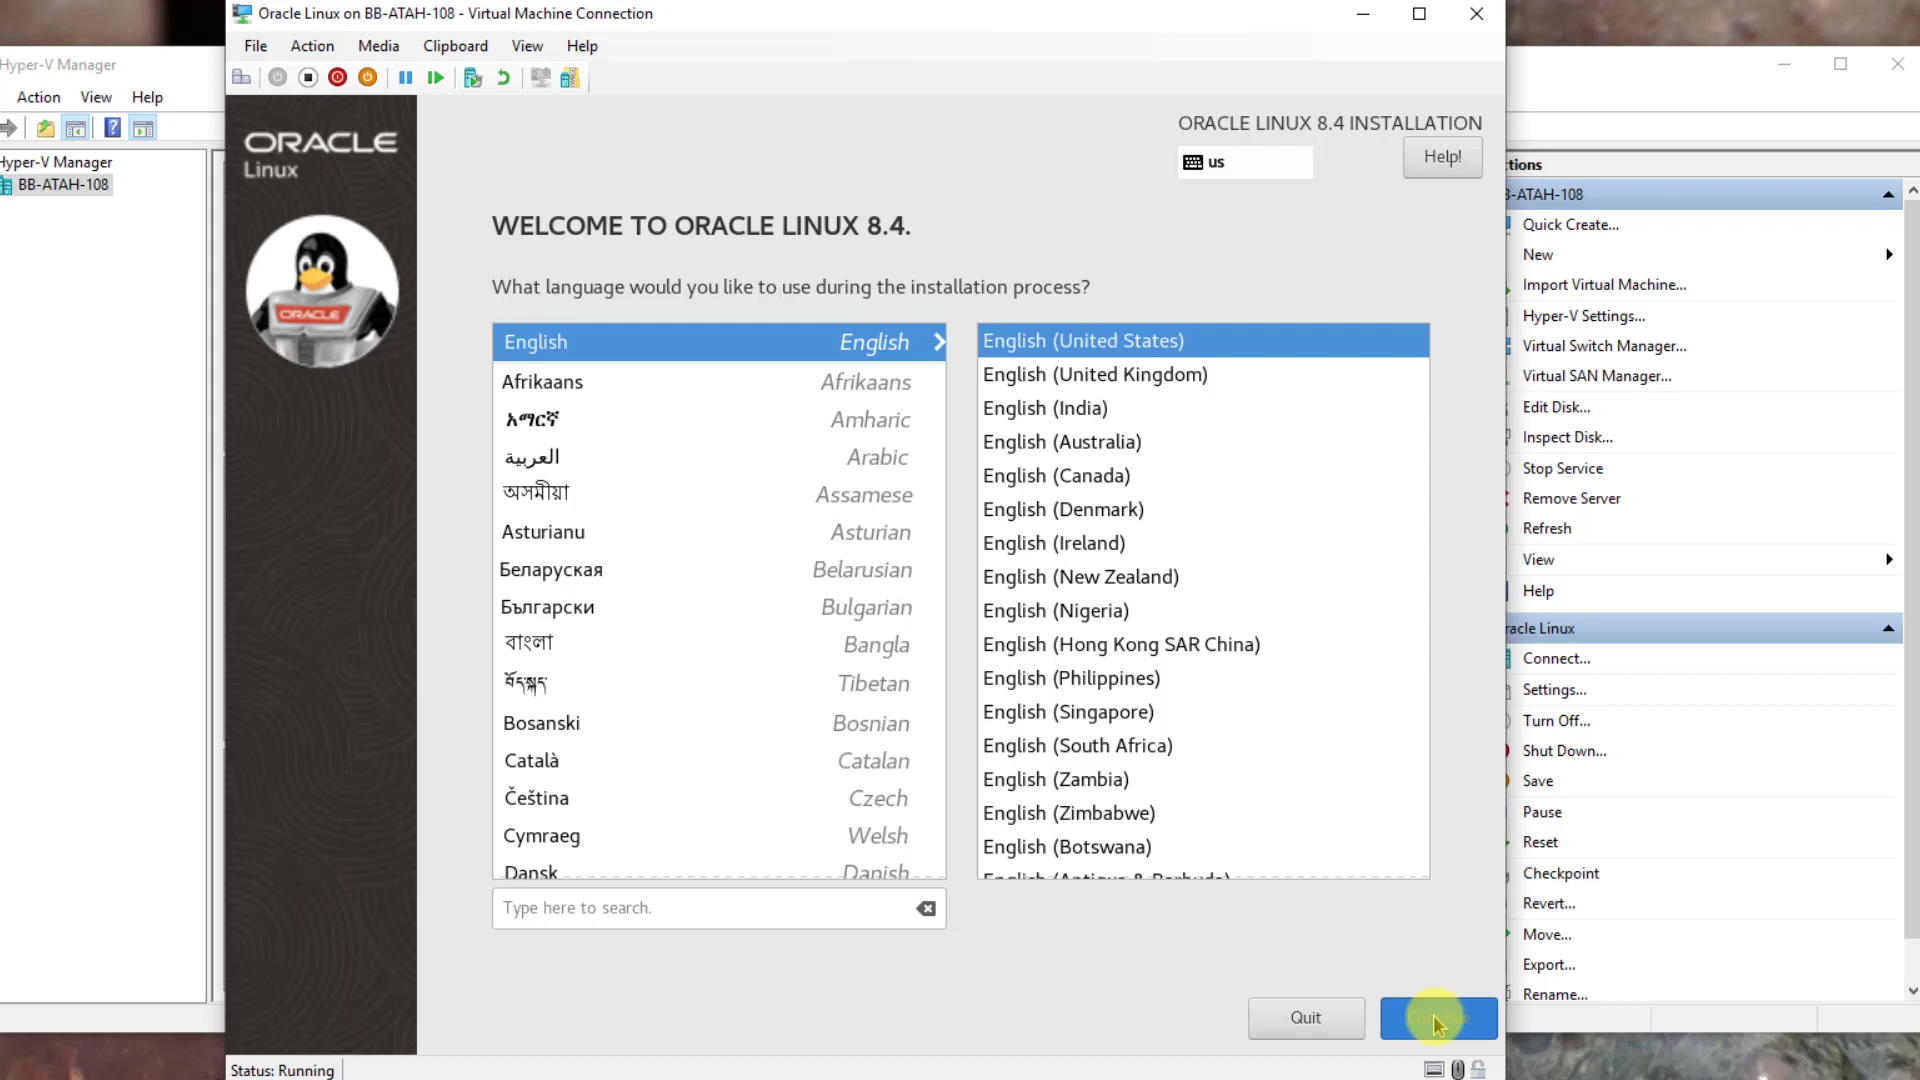 Oracle Linux on BB-ATAH-108 - Virtual Machine Connection
File Action Media Clipboard View Help
Hyper-V Manager
Action View Help
Hyper-V Manager
BB-ATAH-108
ORACLE
Linux
ORACLE
ORACLE LINUX 8.4 INSTALLATION
us
Help!
WELCOME TO ORACLE LINUX 8.4.
What language would you like to use during the installation process?
English English
Afrikaans Afrikaans
አማርኛ Amharic
العربية Arabic
অসমীয়া Assamese
Asturianu Asturian
Беларуская Belarusian
Български Bulgarian
বাংলা Bangla
བོད་སྐད་ Tibetan
Bosanski Bosnian
Català Catalan
Čeština Czech
Cymraeg Welsh
Dansk Danish
Type here to search.
English (United States)
English (United Kingdom)
English (India)
English (Australia)
English (Canada)
English (Denmark)
English (Ireland)
English (New Zealand)
English (Nigeria)
English (Hong Kong SAR China)
English (Philippines)
English (Singapore)
English (South Africa)
English (Zambia)
English (Zimbabwe)
English (Botswana)
English (Antigua & Barbuda)
Quit
Continue
Status: Running
tions
B-ATAH-108
Quick Create...
New
Import Virtual Machine...
Hyper-V Settings...
Virtual Switch Manager...
Virtual SAN Manager...
Edit Disk...
Inspect Disk...
Stop Service
Remove Server
Refresh
View
Help
racle Linux
Connect...
Settings...
Turn Off...
Shut Down...
Save
Pause
Reset
Checkpoint
Revert...
Move...
Export...
Rename...